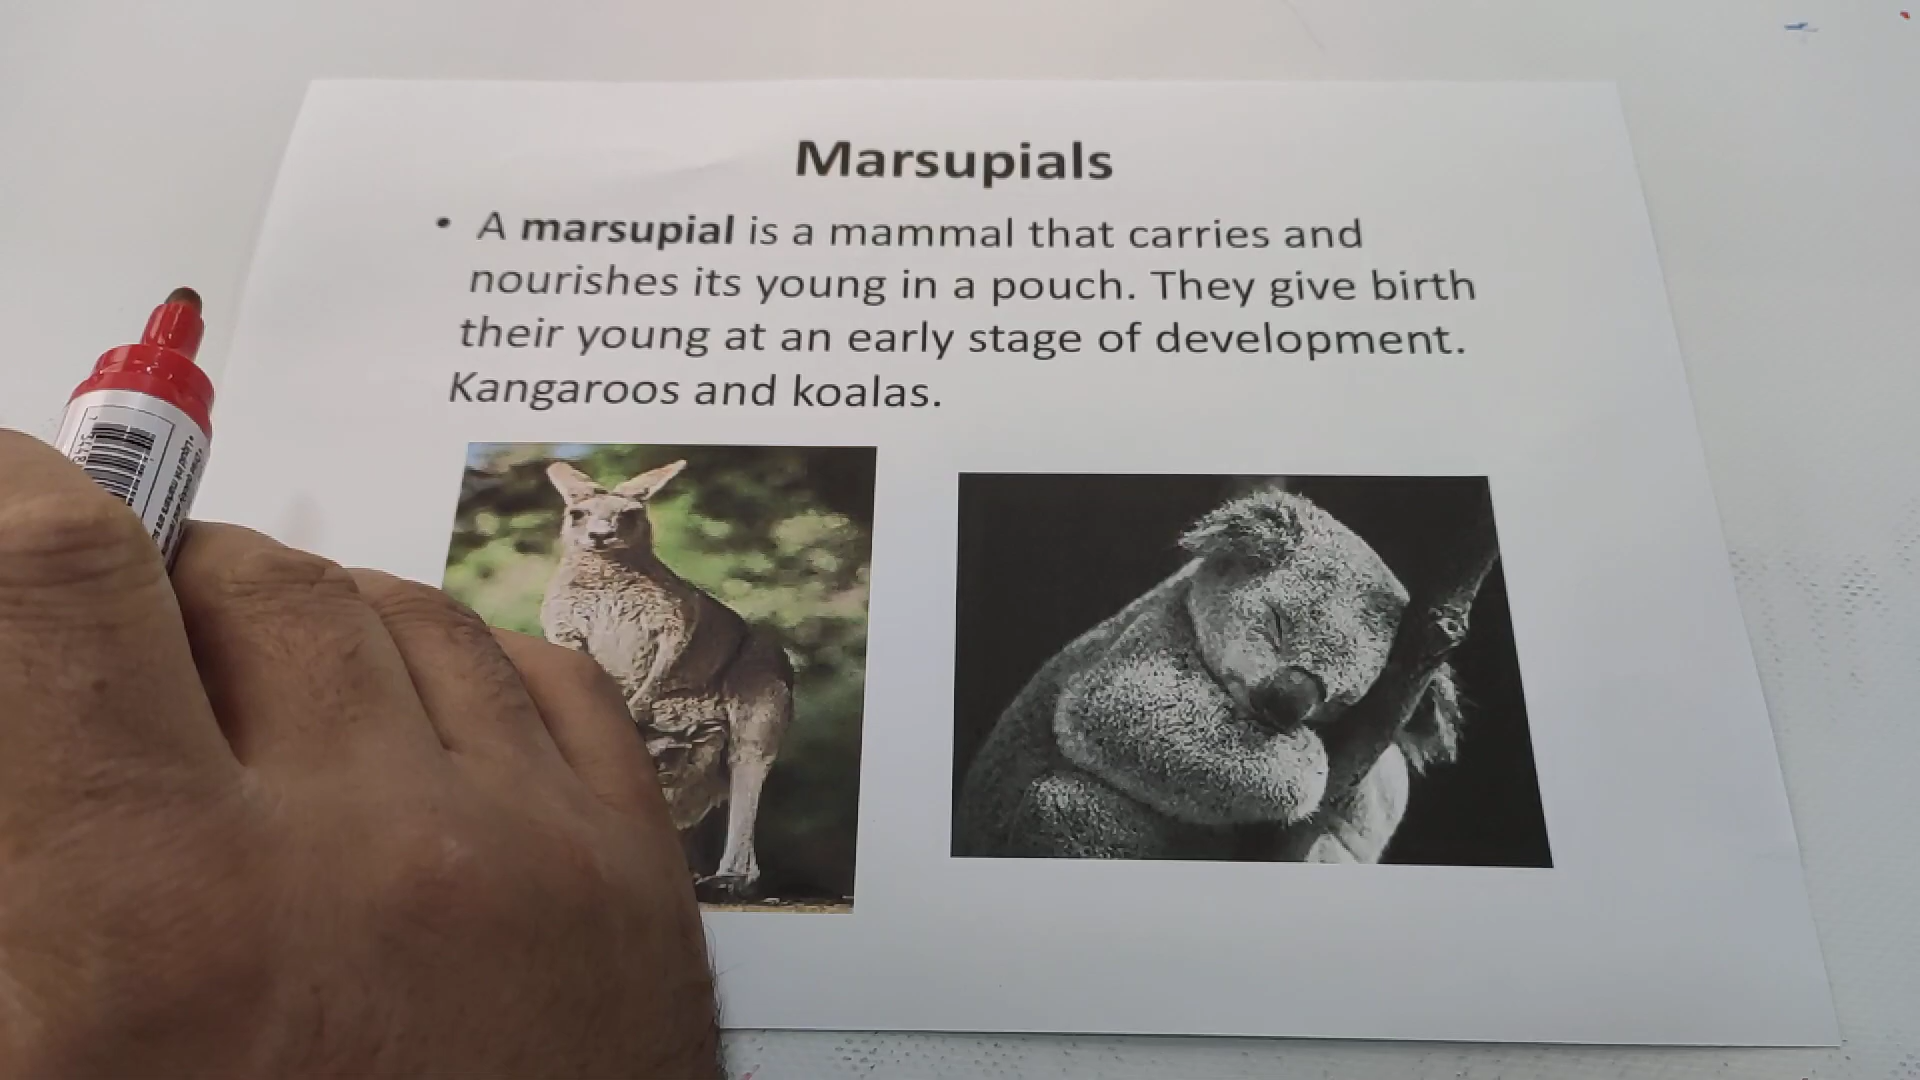 Marsupials
• A marsupial is a mammal that carries and
nourishes its young in a pouch. They give birth
their young at an early stage of development.
Kangaroos and koalas.